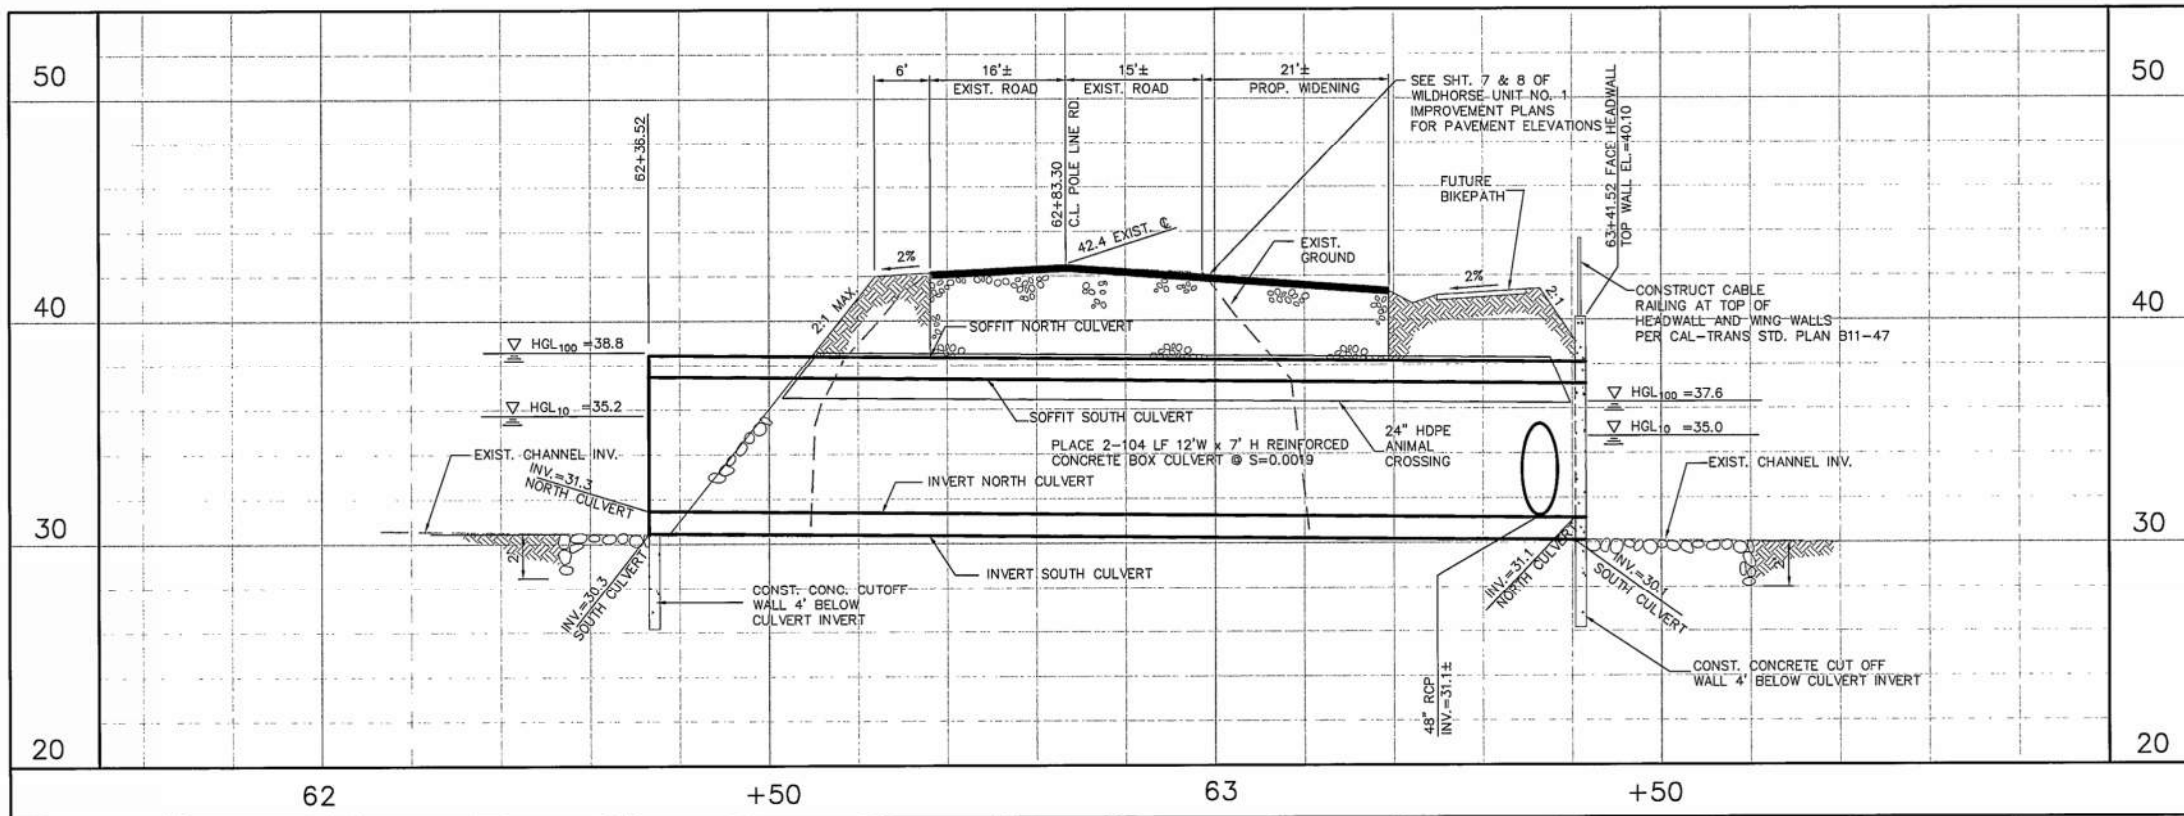 50
50
6'
16'±
EXIST. ROAD
15'±
EXIST. ROAD
21'±
PROP. WIDENING
SEE SHT. 7 & 8 OF
WILDHORSE UNIT NO. 1
IMPROVEMENT PLANS
FOR PAVEMENT ELEVATIONS
62+36.52
62+83.30
C.L. POLE LINE RD.
63+41.52 FACE HEADWALL
TOP WALL EL.=40.10
FUTURE
BIKEPATH
42.4 EXIST. ℄
EXIST.
GROUND
2%
2%
2:1 MAX.
2:1
40
40
CONSTRUCT CABLE
RAILING AT TOP OF
HEADWALL AND WING WALLS
PER CAL-TRANS STD. PLAN B11-47
SOFFIT NORTH CULVERT
HGL100 =38.8
HGL10 =35.2
HGL100 =37.6
HGL10 =35.0
SOFFIT SOUTH CULVERT
PLACE 2-104 LF 12'W x 7' H REINFORCED
CONCRETE BOX CULVERT @ S=0.0019
24" HDPE
ANIMAL
CROSSING
EXIST. CHANNEL INV.
EXIST. CHANNEL INV.
INV.=31.3
NORTH CULVERT
INVERT NORTH CULVERT
30
30
2'
2'
INV.=30.3
SOUTH CULVERT
INVERT SOUTH CULVERT
CONST. CONC. CUTOFF
WALL 4' BELOW
CULVERT INVERT
INV.=31.1
NORTH CULVERT
INV.=30.1
SOUTH CULVERT
48" RCP
INV.=31.1±
CONST. CONCRETE CUT OFF
WALL 4' BELOW CULVERT INVERT
20
20
62
+50
63
+50